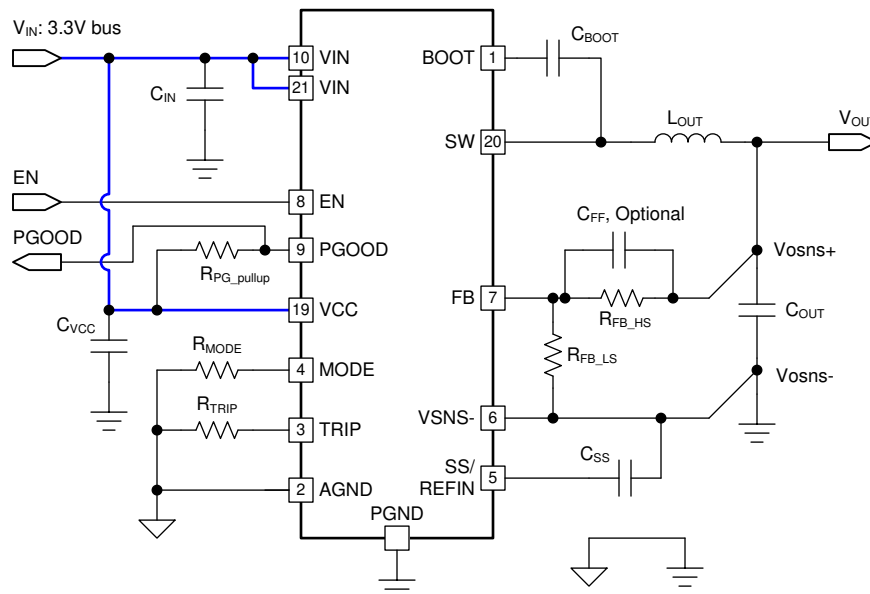 VIN: 3.3V bus
CIN
EN
PGOOD
RPG_pullup
CVCC
RMODE
RTRIP
10 VIN
21 VIN
8 EN
9 PGOOD
19 VCC
4 MODE
3 TRIP
2 AGND
PGND
BOOT 1
SW 20
FB 7
VSNS- 6
SS/
REFIN 5
CBOOT
LOUT
VOUT
CFF, Optional
RFB_HS
RFB_LS
Vosns+
COUT
Vosns-
CSS